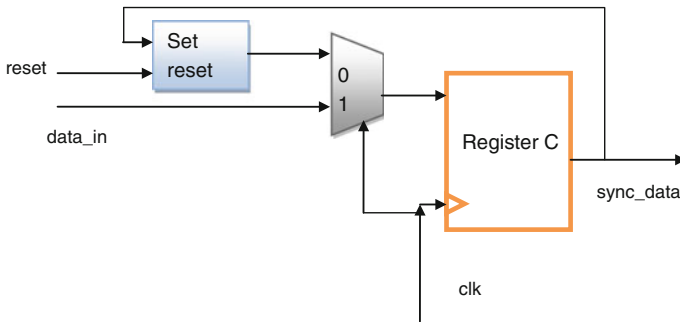 Set
reset
reset
0
1
data_in
Register C
sync_data
clk